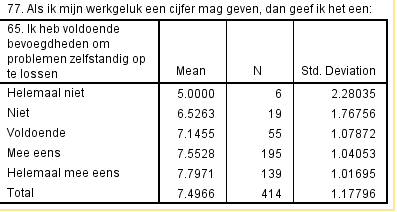 77. Als ik mijn werkgeluk een cijfer mag geven, dan geef ik het een:
65. Ik heb voldoende
bevoegdheden om
problemen zelfstandig op
te lossen Mean N Std. Deviation
Helemaal niet 5.0000 6 2.28035
Niet 6.5263 19 1.76756
Voldoende 7.1455 55 1.07872
Mee eens 7.5528 195 1.04053
Helemaal mee eens 7.7971 139 1.01695
Total 7.4966 414 1.17796